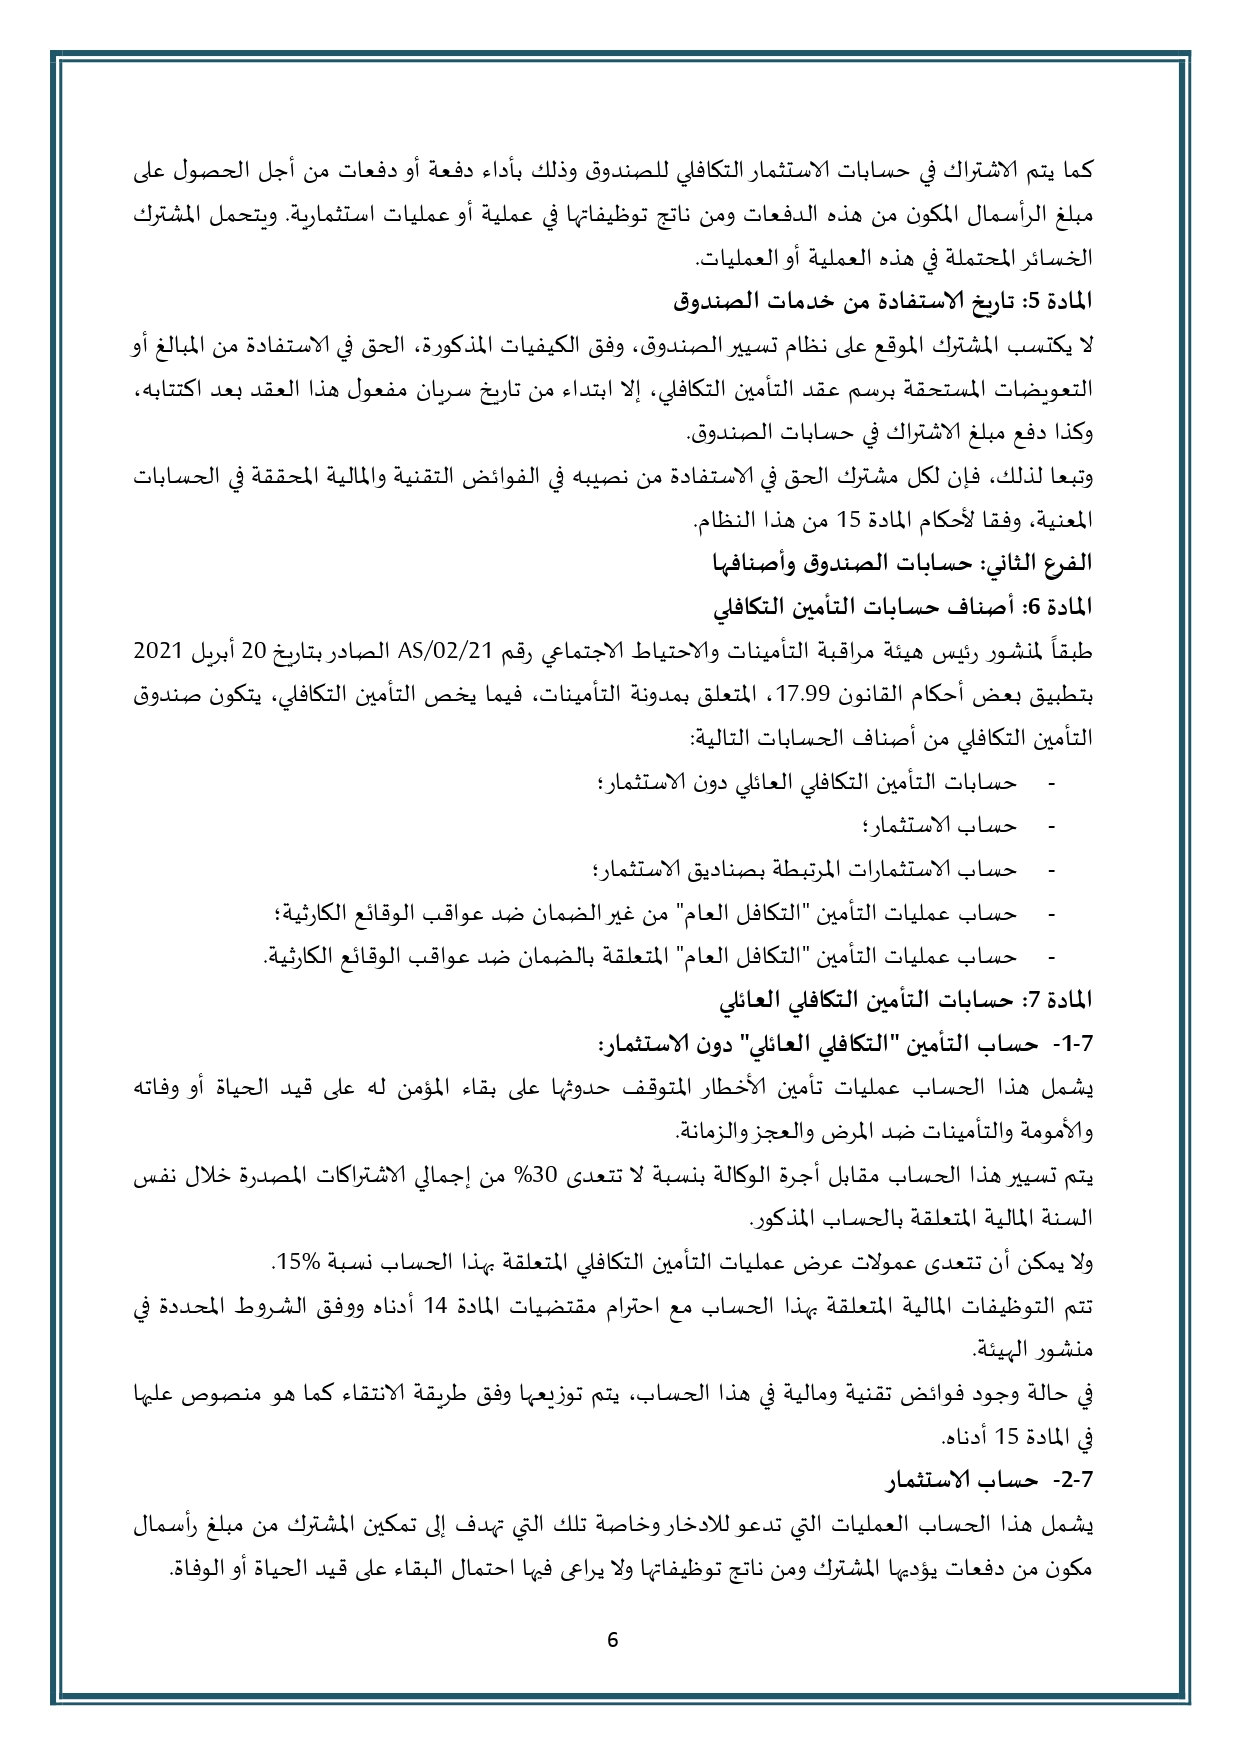 كما يتم الاشتراك في حسابات الاستثمار التكافلي للصندوق وذلك بأداء دفعة أو دفعات من أجل الحصول على
مبلغ الرأسمال المكون من هذه الدفعات ومن ناتج توظيفاتها في عملية أو عمليات استثمارية. ويتحمل المشترك
الخسائر المحتملة في هذه العملية أو العمليات.
المادة 5: تاريخ الاستفادة من خدمات الصندوق
لا يكتسب المشترك الموقع على نظام تسيير الصندوق، وفق الكيفيات المذكورة، الحق في الاستفادة من المبالغ أو
التعويضات المستحقة برسم عقد التأمين التكافلي، إلا ابتداء من تاريخ سريان مفعول هذا العقد بعد اكتتابه،
وكذا دفع مبلغ الاشتراك في حسابات الصندوق.
وتبعا لذلك، فإن لكل مشترك الحق في الاستفادة من نصيبه في الفوائض التقنية والمالية المحققة في الحسابات
المعنية، وفقا لأحكام المادة 15 من هذا النظام.
الفرع الثاني: حسابات الصندوق وأصنافها
المادة 6: أصناف حسابات التأمين التكافلي
طبقاً لمنشور رئيس هيئة مراقبة التأمينات والاحتياط الاجتماعي رقم AS/02/21 الصادر بتاريخ 20 أبريل 2021
بتطبيق بعض أحكام القانون 17.99، المتعلق بمدونة التأمينات، فيما يخص التأمين التكافلي، يتكون صندوق
التأمين التكافلي من أصناف الحسابات التالية:
- حسابات التأمين التكافلي العائلي دون الاستثمار؛
- حساب الاستثمار؛
- حساب الاستثمارات المرتبطة بصناديق الاستثمار؛
- حساب عمليات التأمين "التكافل العام" من غير الضمان ضد عواقب الوقائع الكارثية؛
- حساب عمليات التأمين "التكافل العام" المتعلقة بالضمان ضد عواقب الوقائع الكارثية.
المادة 7: حسابات التأمين التكافلي العائلي
7-1- حساب التأمين "التكافلي العائلي" دون الاستثمار:
يشمل هذا الحساب عمليات تأمين الأخطار المتوقف حدوثها على بقاء المؤمن له على قيد الحياة أو وفاته
والأمومة والتأمينات ضد المرض والعجز والزمانة.
يتم تسيير هذا الحساب مقابل أجرة الوكالة بنسبة لا تتعدى 30% من إجمالي الاشتراكات المصدرة خلال نفس
السنة المالية المتعلقة بالحساب المذكور.
ولا يمكن أن تتعدى عمولات عرض عمليات التأمين التكافلي المتعلقة بهذا الحساب نسبة 15%.
تتم التوظيفات المالية المتعلقة بهذا الحساب مع احترام مقتضيات المادة 14 أدناه ووفق الشروط المحددة في
منشور الهيئة.
في حالة وجود فوائض تقنية ومالية في هذا الحساب، يتم توزيعها وفق طريقة الانتقاء كما هو منصوص عليها
في المادة 15 أدناه.
7-2- حساب الاستثمار
يشمل هذا الحساب العمليات التي تدعو للادخار وخاصة تلك التي تهدف إلى تمكين المشترك من مبلغ رأسمال
مكون من دفعات يؤديها المشترك ومن ناتج توظيفاتها ولا يراعى فيها احتمال البقاء على قيد الحياة أو الوفاة.
6